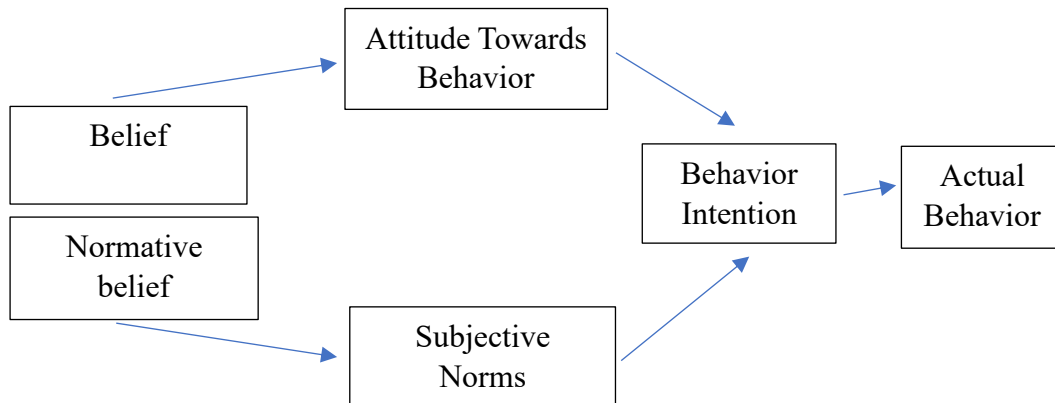 Attitude Towards
Behavior
Belief
Normative
belief
Behavior
Intention
Actual
Behavior
Subjective
Norms